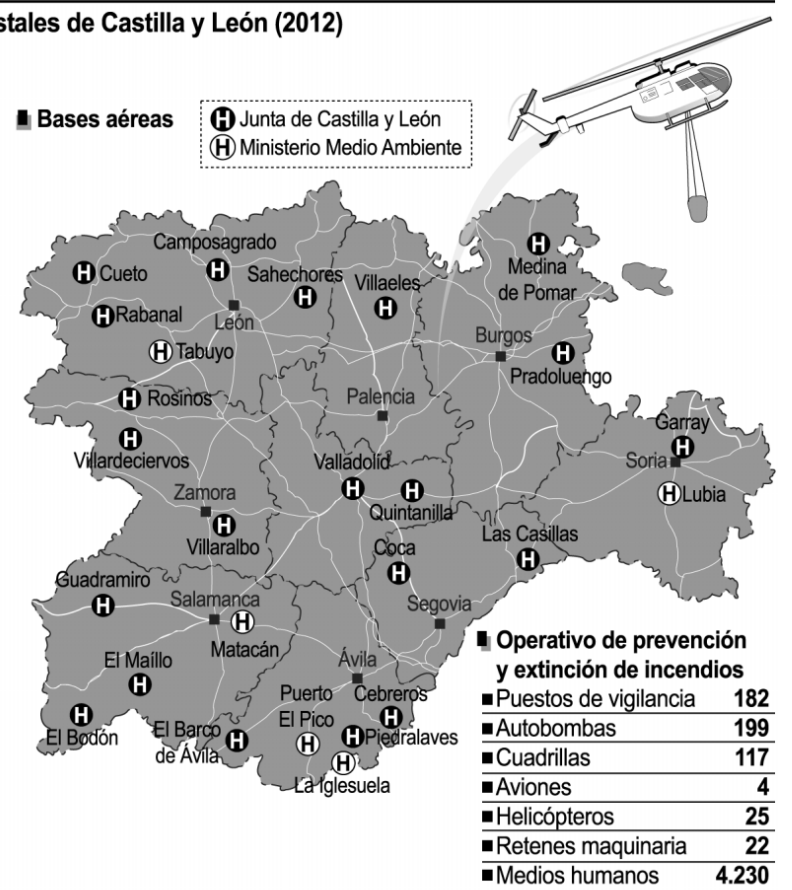 stales de Castilla y León (2012)
Bases aéreas
H Junta de Castilla y León
H Ministerio Medio Ambiente
Camposagrado
H
H Cueto
H
Sahechores
H
Villaeles
H
H
Medina
de Pomar
H Rabanal
León
H Tabuyo
Burgos
H
Pradoluengo
H Rosinos
Palencia
H
Villardeciervos
Garray
H
Soria
H Lubia
Valladolid
H
H
Quintanilla
Zamora
H
Villaralbo
Las Casillas
H
Coca
H
Guadramiro
H
Salamanca
H
Matacán
Segovia
El Maíllo
H
Ávila
H
El Bodón
El Barco
de Ávila
H
Puerto
El Pico
H
Cebreros
H
H Piedralaves
H
La Iglesuela
Operativo de prevención
y extinción de incendios
Puestos de vigilancia 182
Autobombas 199
Cuadrillas 117
Aviones 4
Helicópteros 25
Retenes maquinaria 22
Medios humanos 4.230